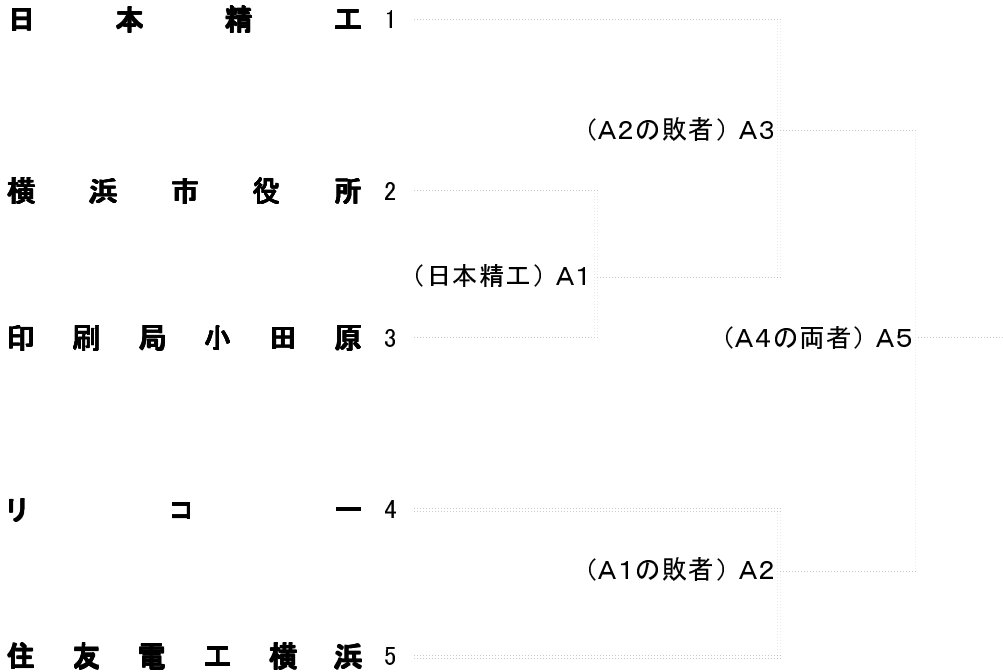 日本精工 1
(A2の敗者) A3
横浜市役所 2
(日本精工) A1
印刷局小田原 3
(A4の両者) A5
リコー 4
(A1の敗者) A2
住友電工横浜 5